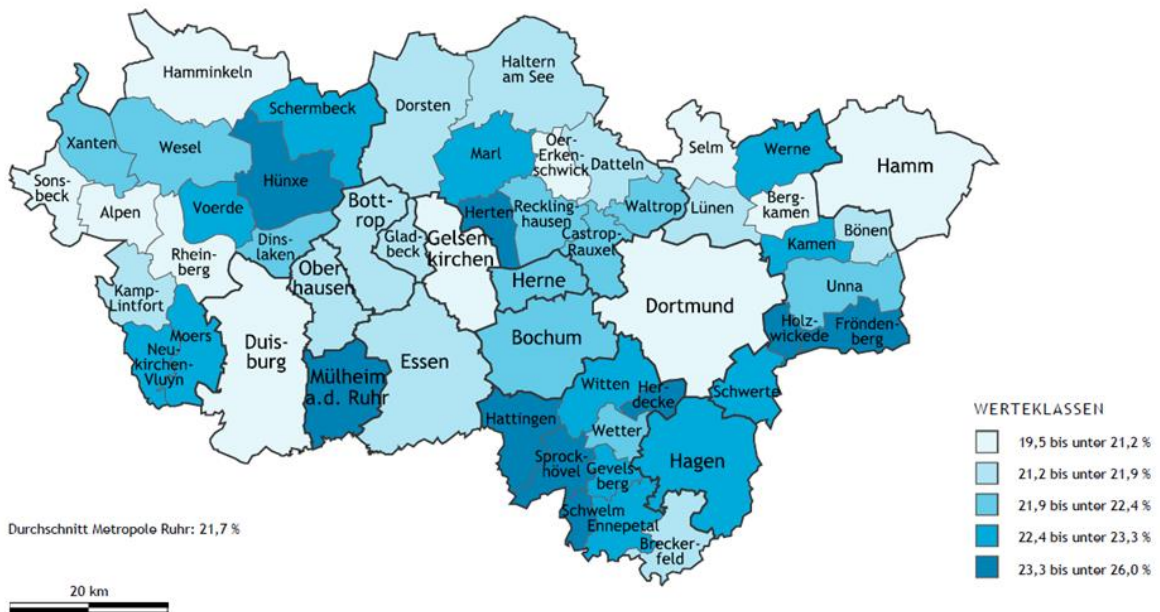 Hamminkeln
Haltern
am See
Schermbeck
Dorsten
Xanten
Wesel
Marl
Oer-
Erken-
schwick
Datteln
Selm
Werne
Hamm
Sons-
beck
Alpen
Voerde
Hünxe
Bott-
rop
Glad-
beck
Gelsen
kirchen
Herten
Reckling-
hausen
Waltrop
Lünen
Berg-
kamen
Rhein-
berg
Dins-
laken
Castrop-
Rauxel
Kamen
Bönen
Ober
hausen
Herne
Unna
Kamp-
Lintfort
Dortmund
Holz-
wickede
Frönden-
berg
Moers
Neu-
kirchen-
Vluyn
Duis-
burg
Essen
Bochum
Mülheim
a.d. Ruhr
Witten
Her-
decke
Schwerte
Hattingen
Wetter
Sprock-
hövel
Gevels-
berg
Hagen
Schwelm
Ennepetal
Brecker-
feld
WERTEKLASSEN
19,5 bis unter 21,2 %
21,2 bis unter 21,9 %
21,9 bis unter 22,4 %
22,4 bis unter 23,3 %
23,3 bis unter 26,0 %
Durchschnitt Metropole Ruhr: 21,7 %
20 km